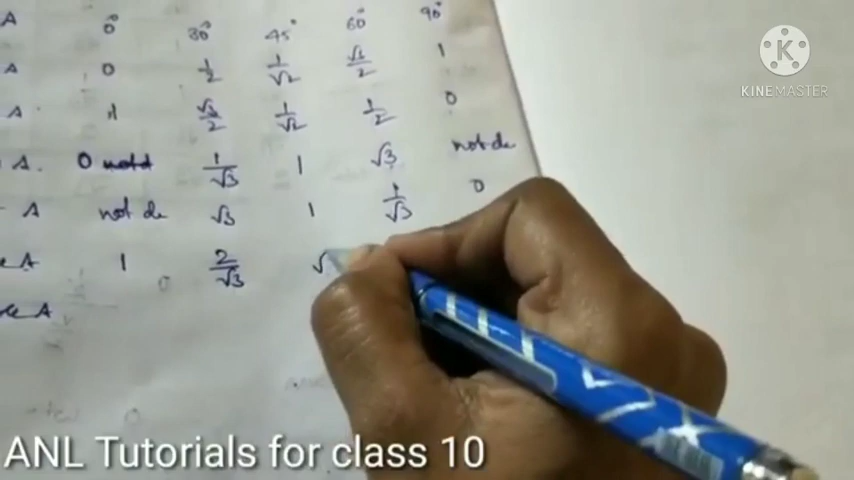 A 0° 30° 45° 60° 90°
A 0 1/2 1/√2 √3/2 1
A 1 √3/2 1/√2 1/2 0
A. 0 1/√3 1 √3 not de
A not de √3 1 1/√3 0
A 1 2/√3 √
A
K
KINEMASTER
ANL Tutorials for class 10